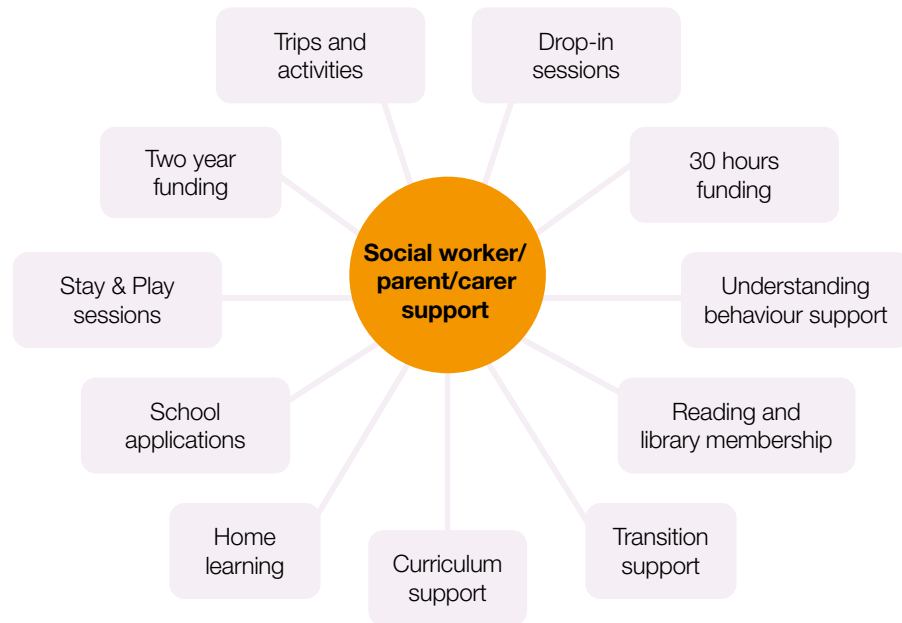 Trips and
activities
Drop-in
sessions
Two year
funding
30 hours
funding
Social worker/
parent/carer
support
Stay & Play
sessions
Understanding
behaviour support
School
applications
Reading and
library membership
Home
learning
Curriculum
support
Transition
support